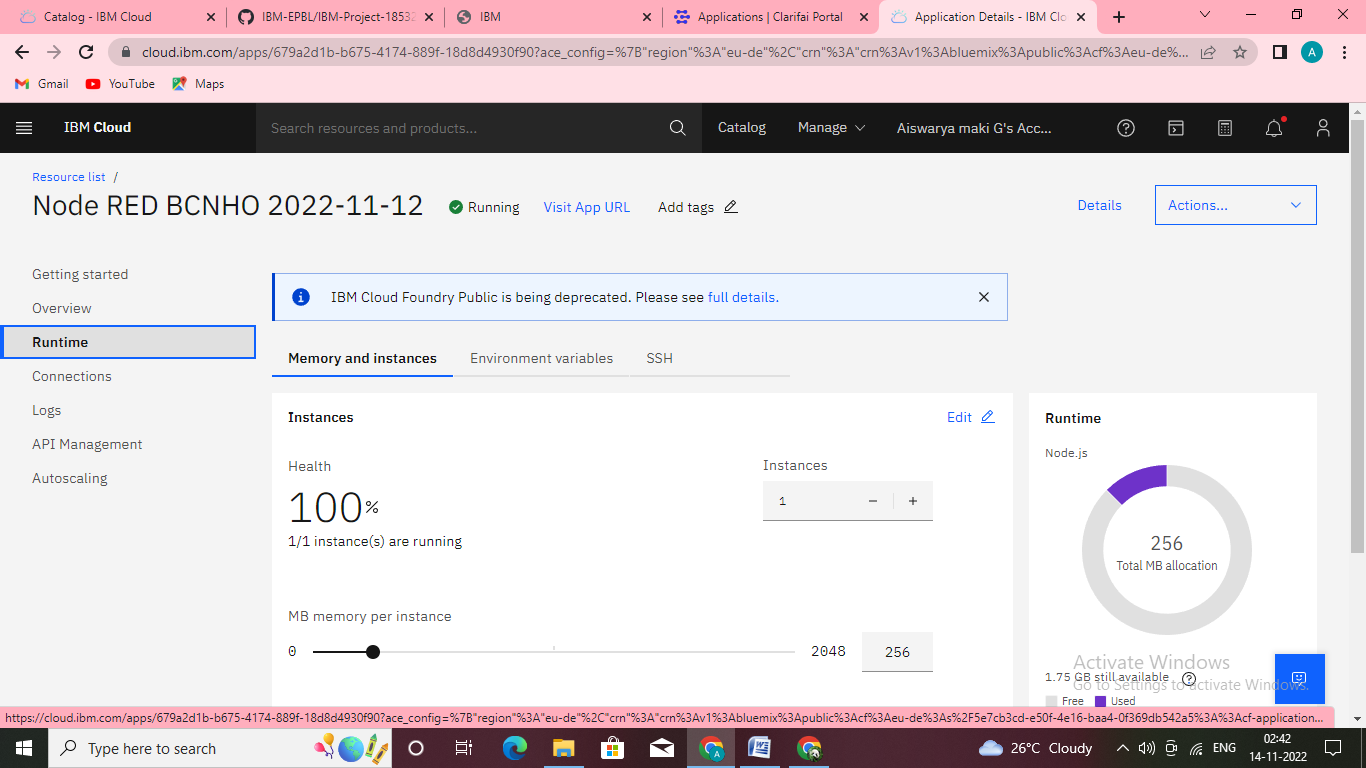 Catalog - IBM Cloud
IBM-EPBL/IBM-Project-18532
IBM
Applications | Clarifai Portal
Application Details - IBM Clo
cloud.ibm.com/apps/679a2d1b-b675-4174-889f-18d8d4930f90?ace_config=%7B"region"%3A"eu-de"%2C"crn"%3A"crn%3Av1%3Abluemix%3Apublic%3Acf%3Aeu-de%...
A
Gmail
YouTube
Maps
IBM Cloud
Search resources and products...
Catalog
Manage
Aiswarya maki G's Acc...
Resource list /
Node RED BCNHO 2022-11-12
Running
Visit App URL
Add tags
Details
Actions...
Getting started
Overview
Runtime
Connections
Logs
API Management
Autoscaling
IBM Cloud Foundry Public is being deprecated. Please see full details.
Memory and instances
Environment variables
SSH
Instances
Edit
Health
100%
1/1 instance(s) are running
Instances
1
MB memory per instance
0
2048
256
Runtime
Node.js
256
Total MB allocation
1.75 GB still available
Free
Used
Activate Windows
Go to Settings to activate Windows.
https://cloud.ibm.com/apps/679a2d1b-b675-4174-889f-18d8d4930f90?ace_config=%7B"region"%3A"eu-de"%2C"crn"%3A"crn%3Av1%3Abluemix%3Apublic%3Acf%3Aeu-de%3As%2F5e7cb3cd-e50f-4e16-baa4-0f369db542a5%3A%3Acf-application...
Type here to search
26°C Cloudy
ENG
02:42
14-11-2022